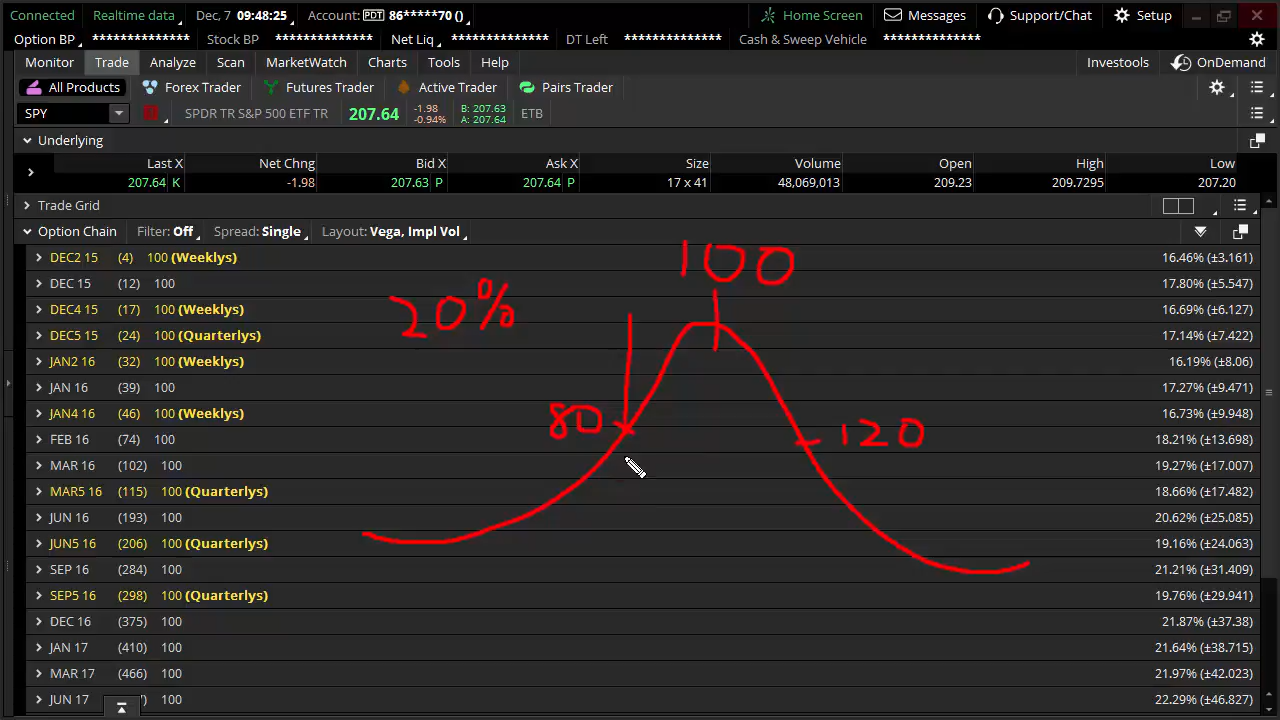 Connected Realtime data Dec, 7 09:48:25 Account: PDT 86*****70 () Home Screen Messages Support/Chat Setup
Option BP ************** Stock BP ************** Net Liq ************** DT Left ************** Cash & Sweep Vehicle **************
Monitor Trade Analyze Scan MarketWatch Charts Tools Help Investools OnDemand
All Products Forex Trader Futures Trader Active Trader Pairs Trader
SPY SPDR TR S&P 500 ETF TR 207.64 -1.98 -0.94% B: 207.63 A: 207.64 ETB
Underlying
Last X Net Chng Bid X Ask X Size Volume Open High Low
207.64 K -1.98 207.63 P 207.64 P 17 x 41 48,069,013 209.23 209.7295 207.20
Trade Grid
Option Chain Filter: Off Spread: Single Layout: Vega, Impl Vol
DEC2 15 (4) 100 (Weeklys) 16.46% (±3.161)
100
DEC 15 (12) 100 17.80% (±5.547)
20%
DEC4 15 (17) 100 (Weeklys) 16.69% (±6.127)
DEC5 15 (24) 100 (Quarterlys) 17.14% (±7.422)
JAN2 16 (32) 100 (Weeklys) 16.19% (±8.06)
JAN 16 (39) 100 17.27% (±9.471)
JAN4 16 (46) 100 (Weeklys) 16.73% (±9.948)
80 120
FEB 16 (74) 100 18.21% (±13.698)
MAR 16 (102) 100 19.27% (±17.007)
MAR5 16 (115) 100 (Quarterlys) 18.66% (±17.482)
JUN 16 (193) 100 20.62% (±25.085)
JUN5 16 (206) 100 (Quarterlys) 19.16% (±24.063)
SEP 16 (284) 100 21.21% (±31.409)
SEP5 16 (298) 100 (Quarterlys) 19.76% (±29.941)
DEC 16 (375) 100 21.87% (±37.38)
JAN 17 (410) 100 21.64% (±38.715)
MAR 17 (466) 100 21.97% (±42.023)
JUN 17 100 22.29% (±46.827)